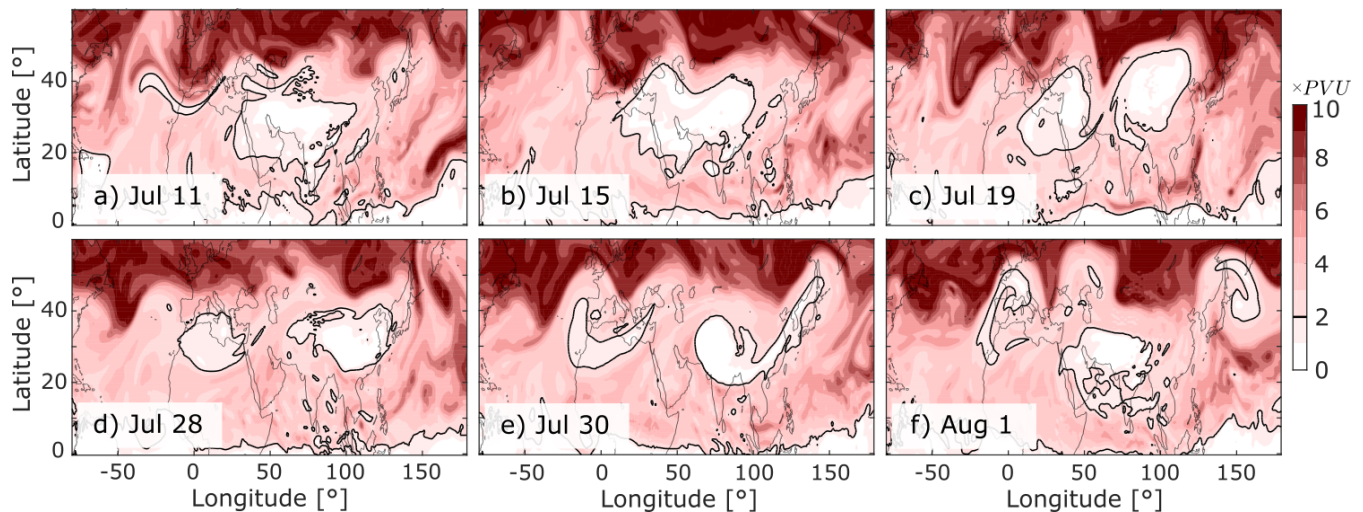 ×PVU
Latitude [°]
40
20
0
a) Jul 11
b) Jul 15
c) Jul 19
10
8
6
4
2
0
Latitude [°]
40
20
0
d) Jul 28
e) Jul 30
f) Aug 1
-50 0 50 100 150
-50 0 50 100 150
-50 0 50 100 150
Longitude [°]
Longitude [°]
Longitude [°]